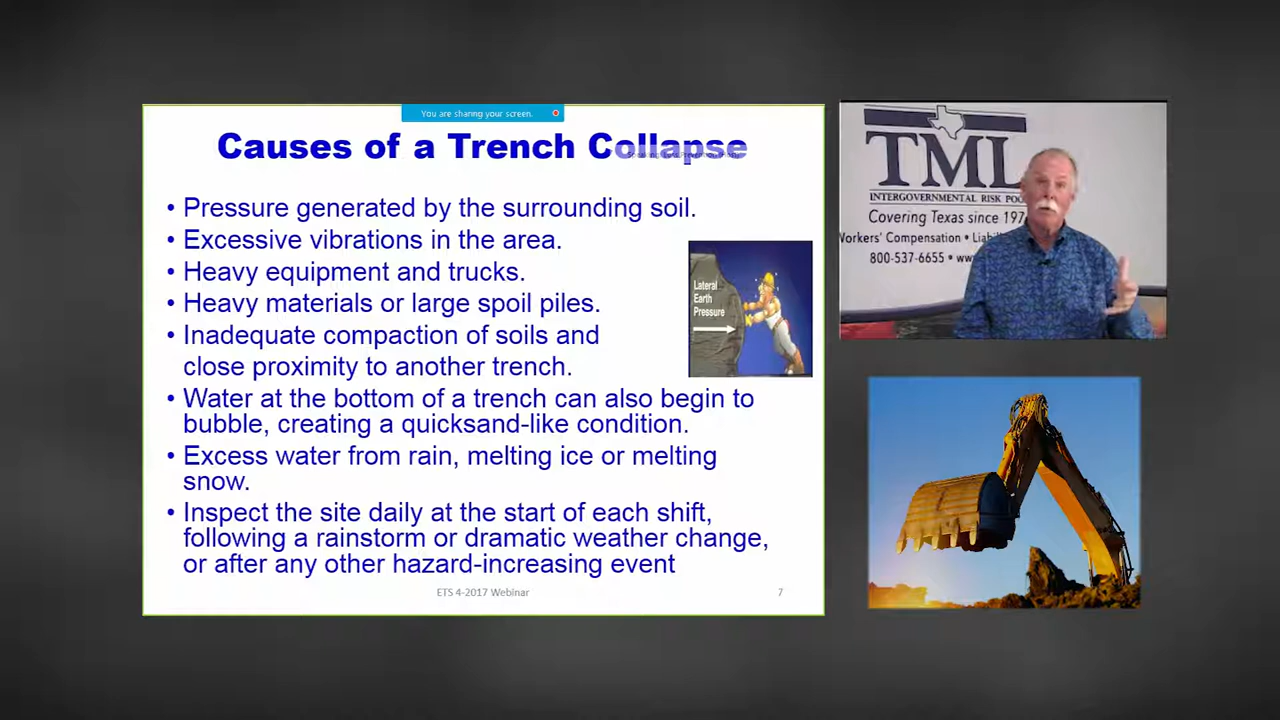 You are sharing your screen.
Causes of a Trench Collapse
• Pressure generated by the surrounding soil.
• Excessive vibrations in the area.
• Heavy equipment and trucks.
• Heavy materials or large spoil piles.
• Inadequate compaction of soils and
close proximity to another trench.
• Water at the bottom of a trench can also begin to
bubble, creating a quicksand-like condition.
• Excess water from rain, melting ice or melting
snow.
• Inspect the site daily at the start of each shift,
following a rainstorm or dramatic weather change,
or after any other hazard-increasing event
Lateral
Earth
Pressure
ETS 4-2017 Webinar
7
TML
INTERGOVERNMENTAL RISK POO
Covering Texas since 197
Workers' Compensation • Liabil
800-537-6655 • ww